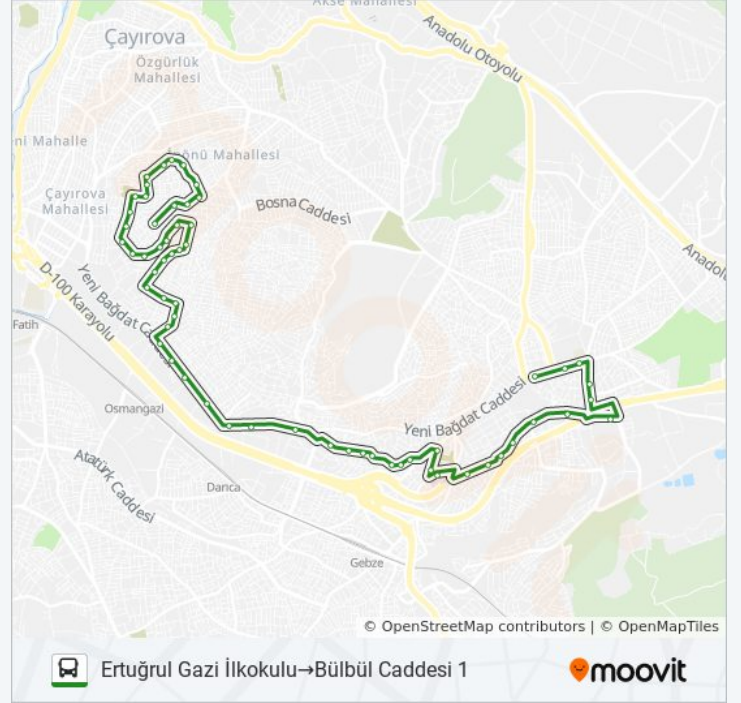 Akse Mahallesi
Çayırova
Anadolu Otoyolu
Özgürlük
Mahallesi
ni Mahalle
İnönü Mahallesi
Çayırova
Mahallesi
Bosna Caddesi
Anadolu
Yeni Bağdat Caddesi
D-100 Karayolu
Fatih
Osmangazi
Yeni Bağdat Caddesi
Atatürk Caddesi
Darıca
Gebze
© OpenStreetMap contributors | © OpenMapTiles
Ertuğrul Gazi İlkokulu→Bülbül Caddesi 1
moovit